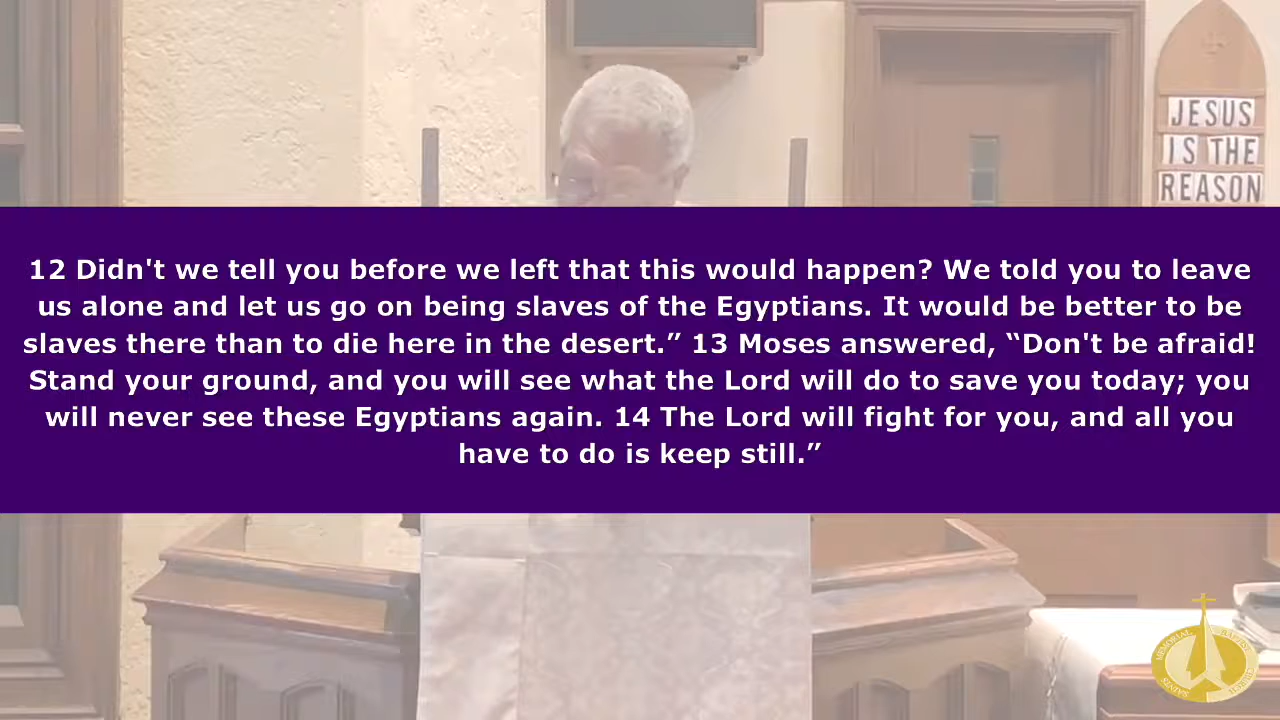 JESUS
IS THE
REASON
12 Didn't we tell you before we left that this would happen? We told you to leave
us alone and let us go on being slaves of the Egyptians. It would be better to be
slaves there than to die here in the desert.” 13 Moses answered, “Don't be afraid!
Stand your ground, and you will see what the Lord will do to save you today; you
will never see these Egyptians again. 14 The Lord will fight for you, and all you
have to do is keep still.”
MEMORIAL BAPTIST
SAINTS CHURCH